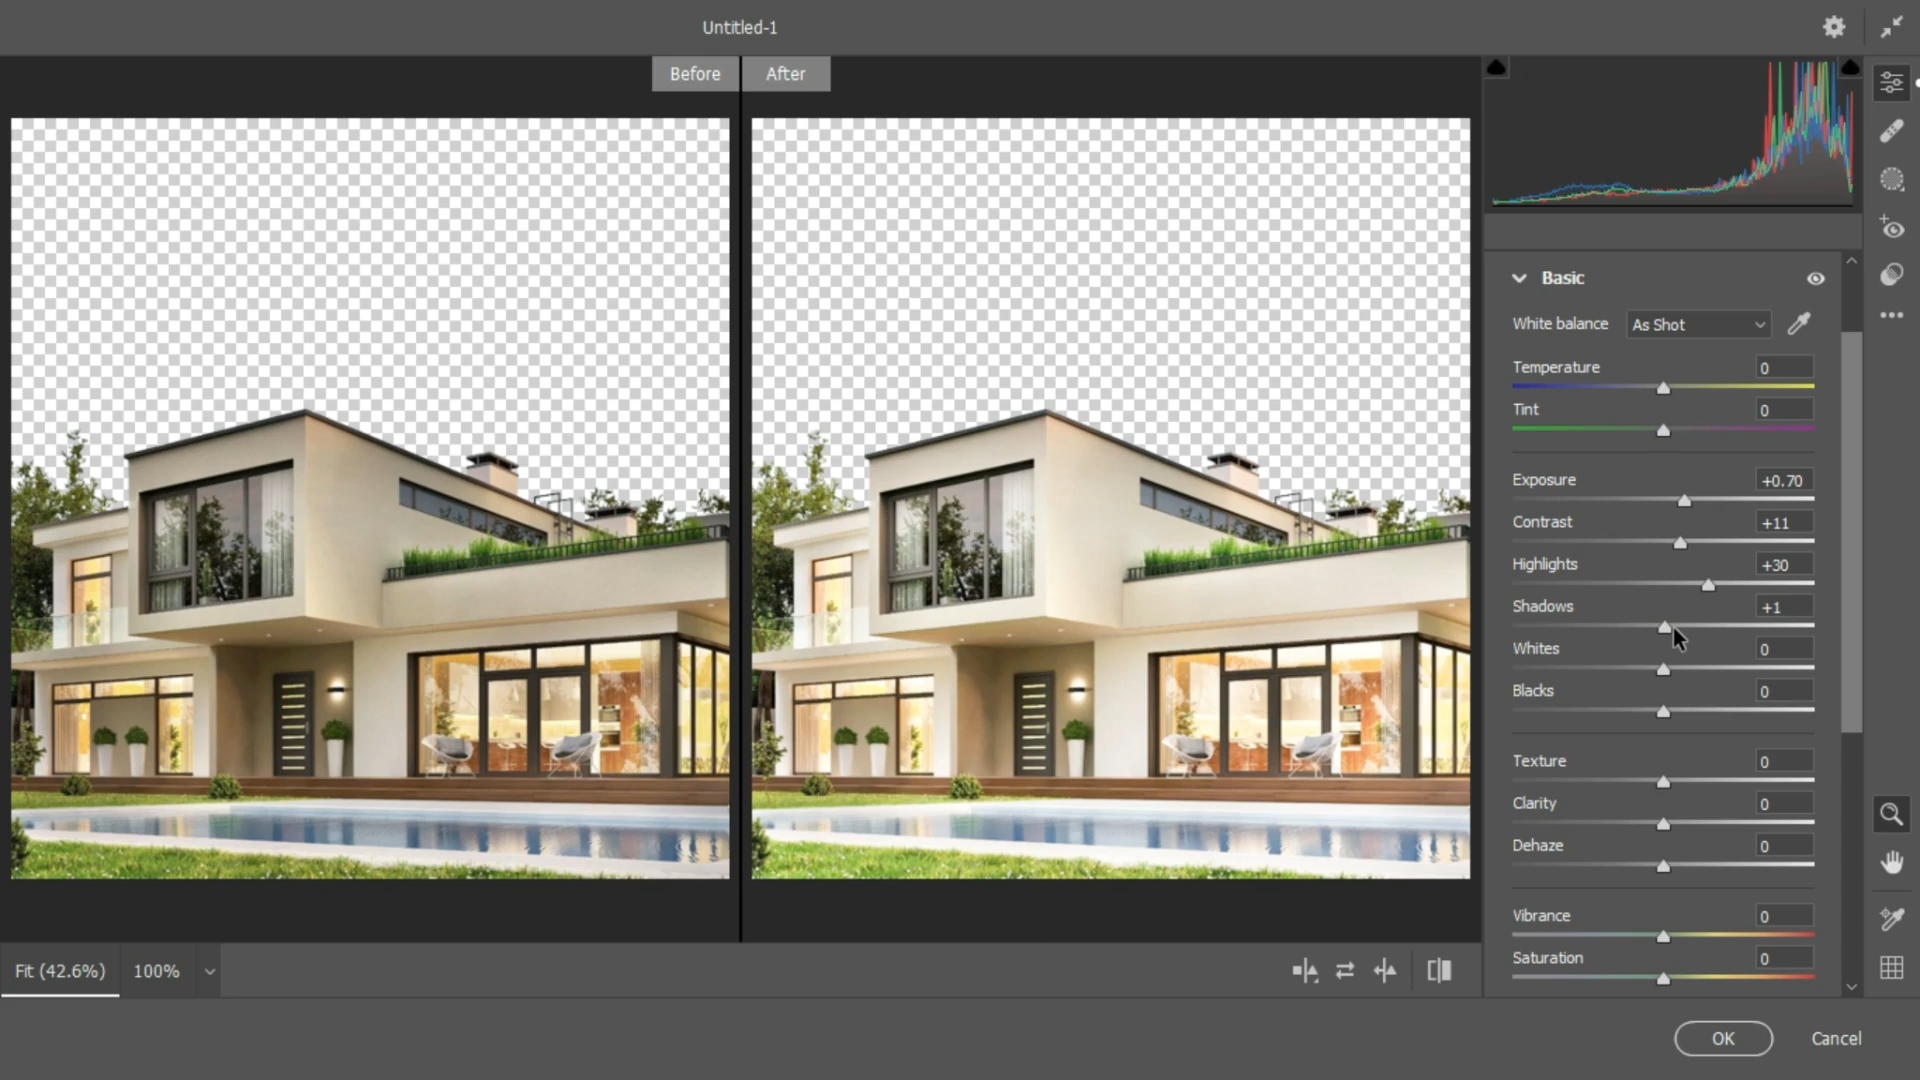 Untitled-1
Before
After
Basic
White balance As Shot
Temperature 0
Tint 0
Exposure +0.70
Contrast +11
Highlights +30
Shadows +1
Whites 0
Blacks 0
Texture 0
Clarity 0
Dehaze 0
Vibrance 0
Saturation 0
Fit (42.6%) 100%
OK Cancel